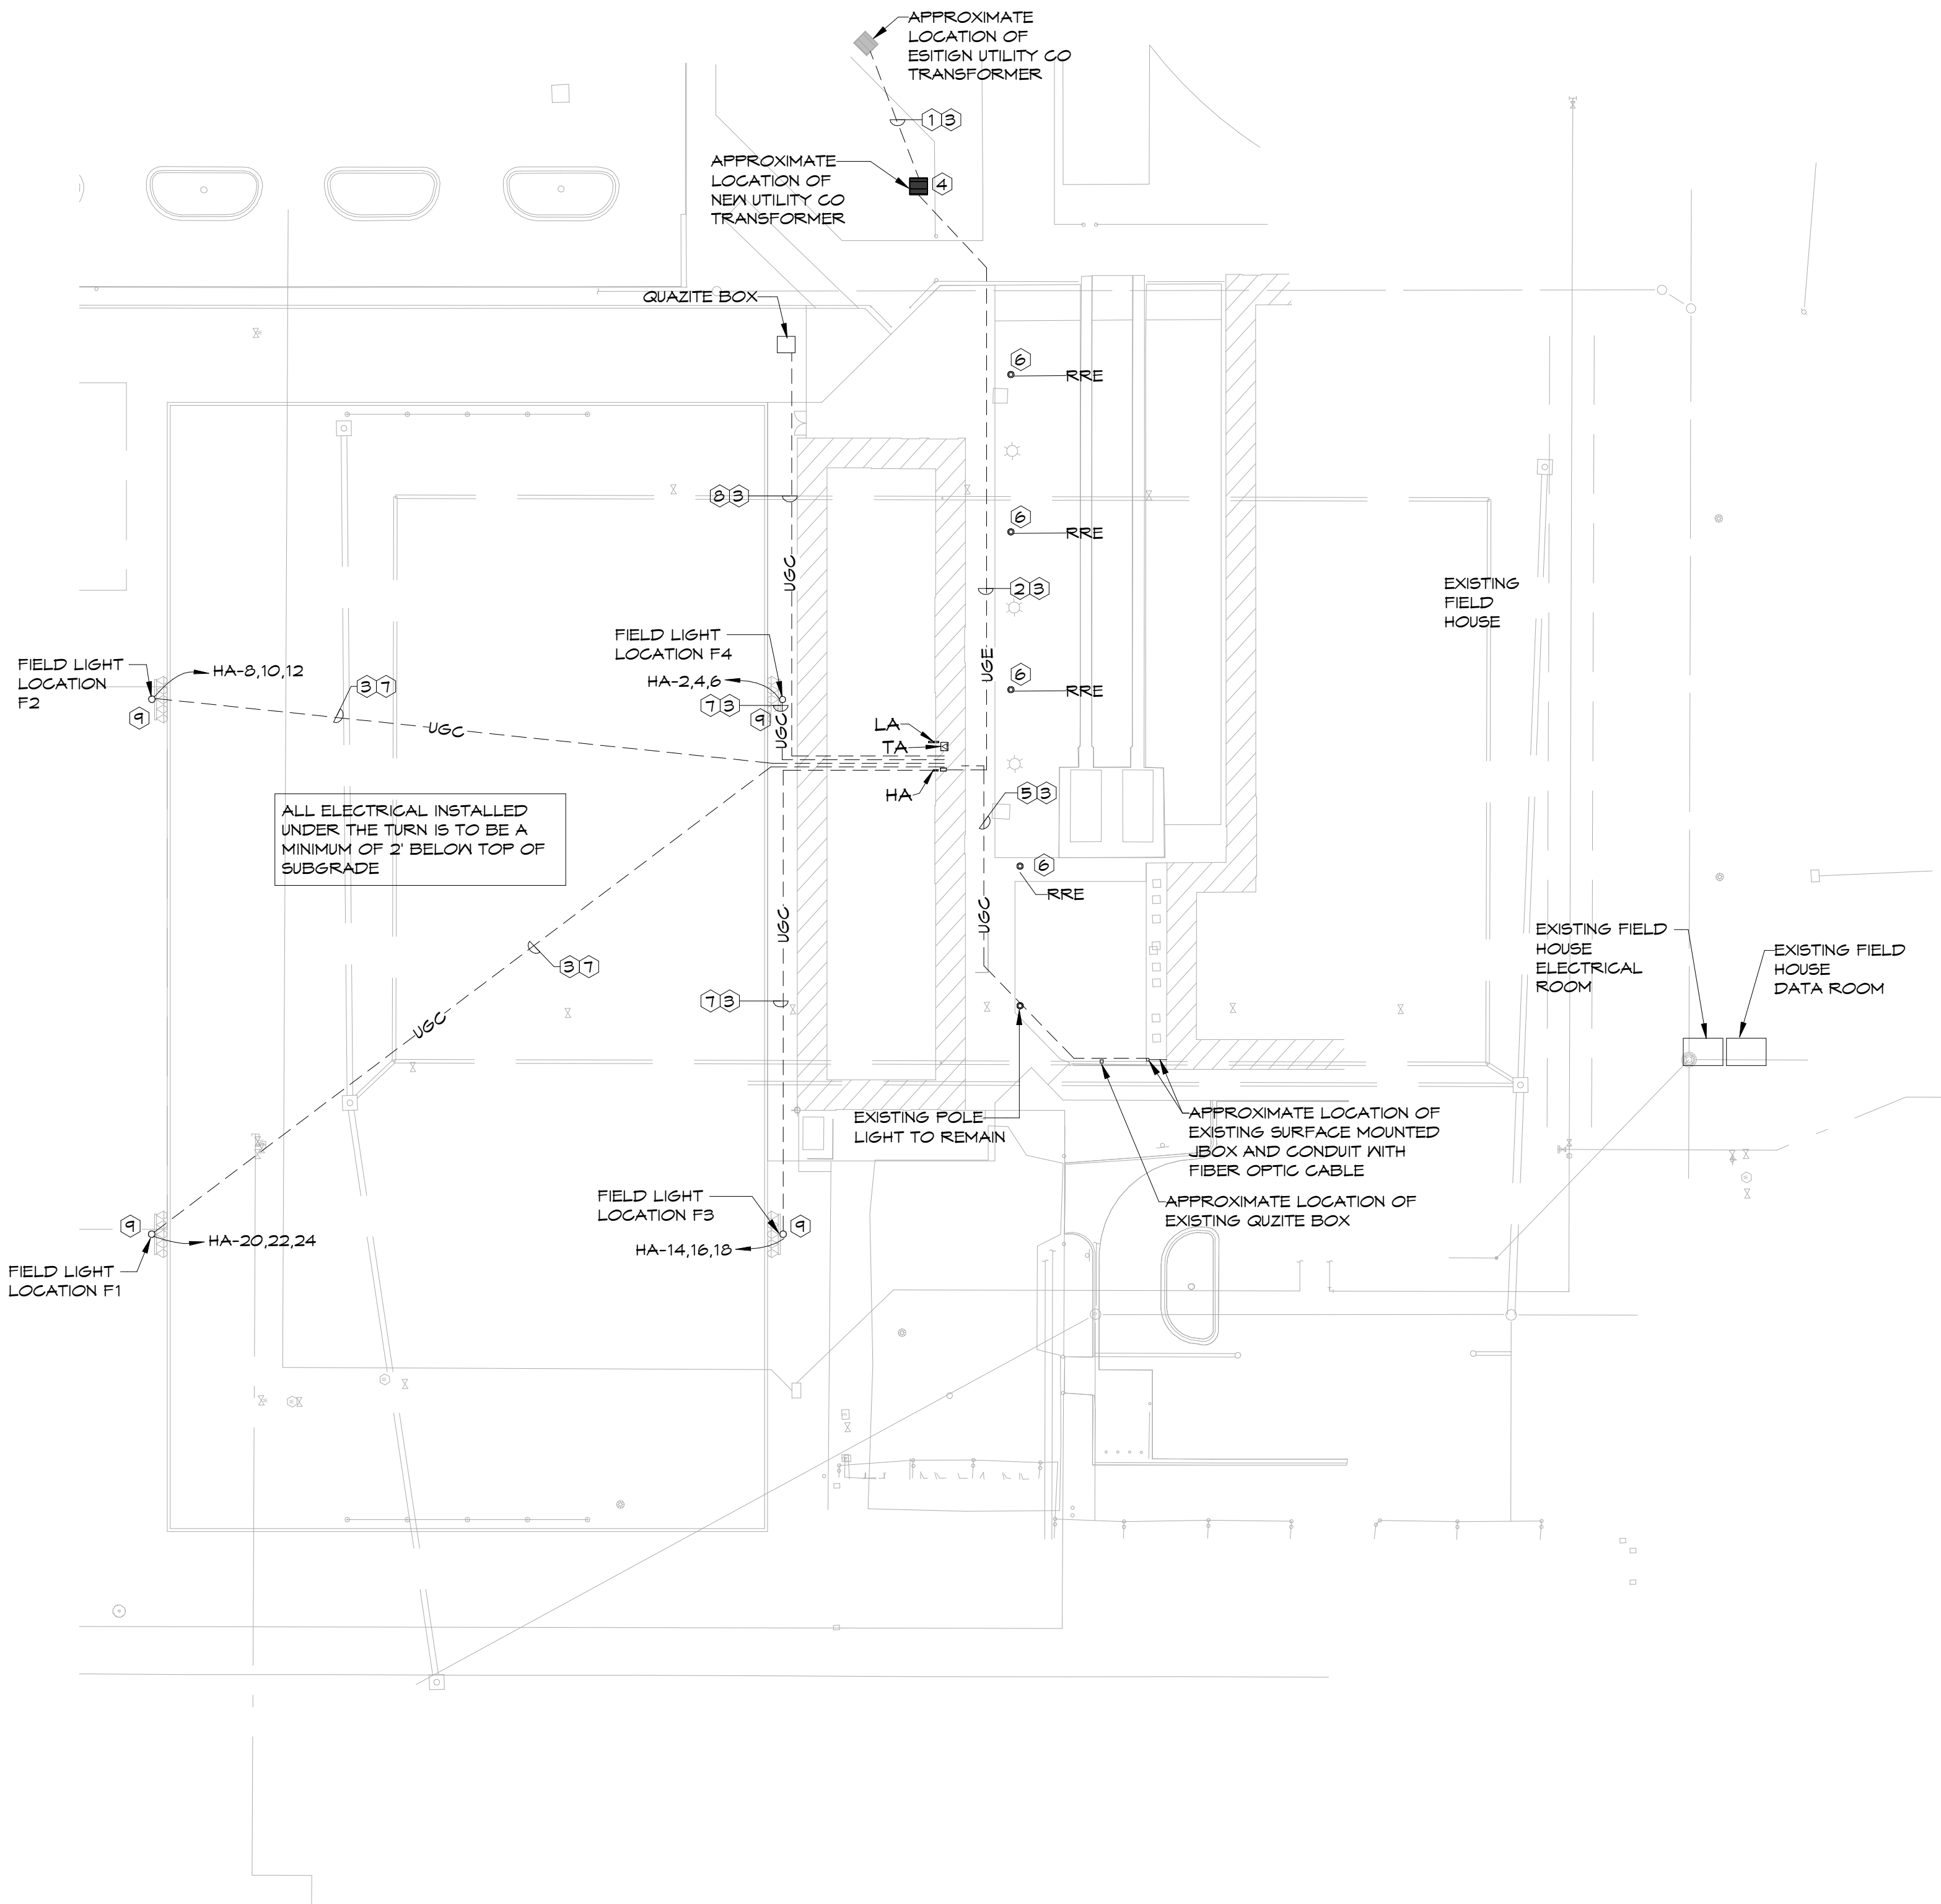 APPROXIMATE
LOCATION OF
ESITIGN UTILITY CO
TRANSFORMER
1 3
APPROXIMATE
LOCATION OF
NEW UTILITY CO
TRANSFORMER
4
QUAZITE BOX
6
RRE
8 3
6
RRE
UGC
2 3
EXISTING
FIELD
HOUSE
FIELD LIGHT
LOCATION F4
HA-2,4,6
FIELD LIGHT
LOCATION
F2
HA-8,10,12
9
3 7
UGC
7 3
9
UGC
UGE
6
RRE
LA
TA
HA
5 3
ALL ELECTRICAL INSTALLED
UNDER THE TURN IS TO BE A
MINIMUM OF 2' BELOW TOP OF
SUBGRADE
6
RRE
UGC
UGC
3 7
7 3
UGC
EXISTING FIELD
HOUSE
ELECTRICAL
ROOM
EXISTING FIELD
HOUSE
DATA ROOM
EXISTING POLE
LIGHT TO REMAIN
APPROXIMATE LOCATION OF
EXISTING SURFACE MOUNTED
JBOX AND CONDUIT WITH
FIBER OPTIC CABLE
APPROXIMATE LOCATION OF
EXISTING QUZITE BOX
FIELD LIGHT
LOCATION F3
9
HA-14,16,18
9
HA-20,22,24
FIELD LIGHT
LOCATION F1